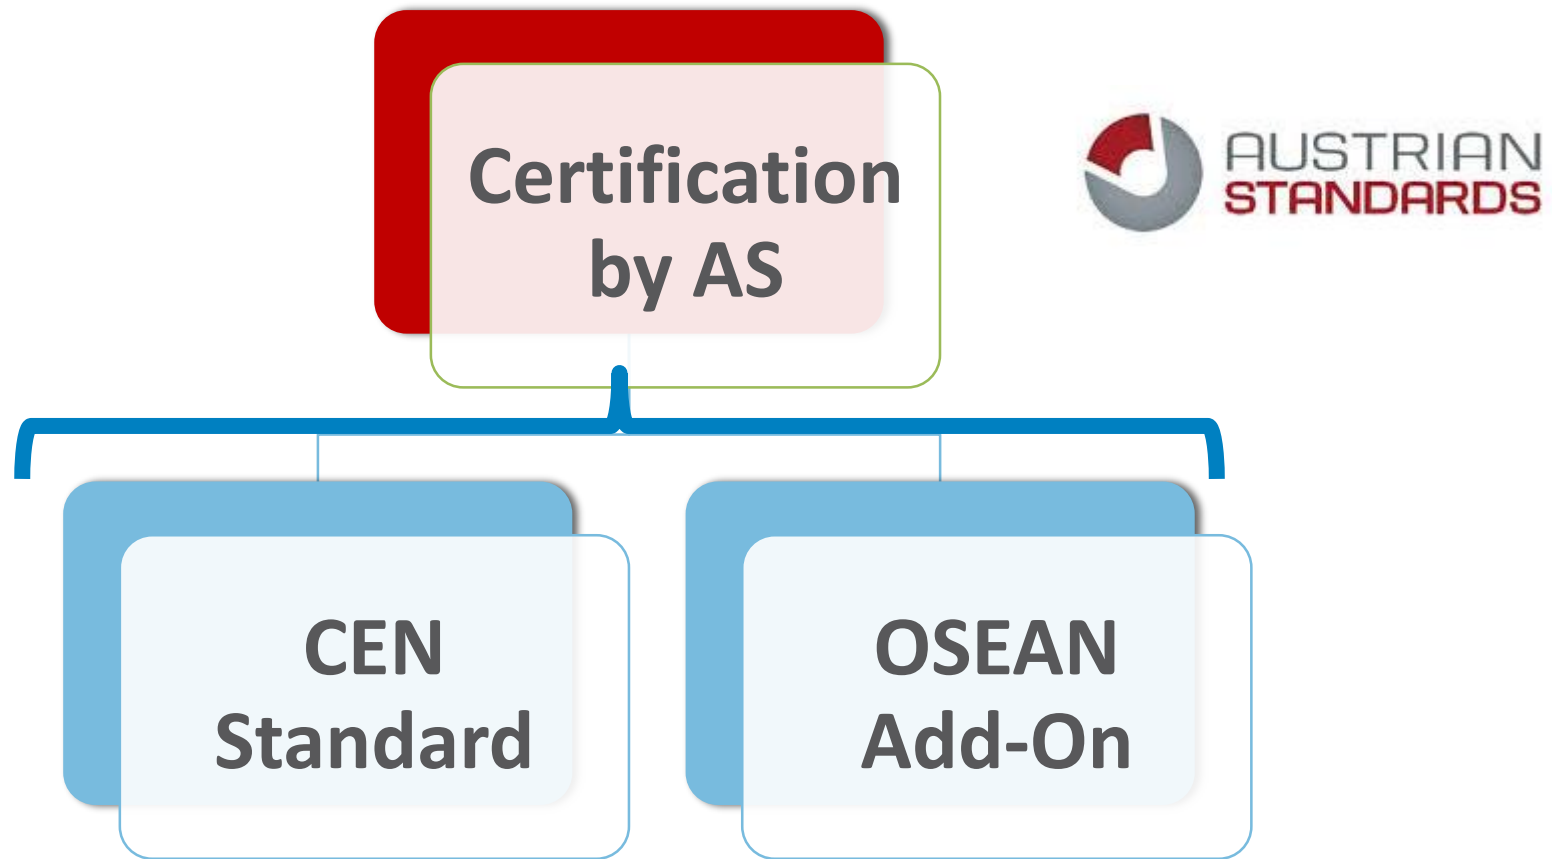 Certification
by AS
AUSTRIAN
STANDARDS
CEN
Standard
OSEAN
Add-On